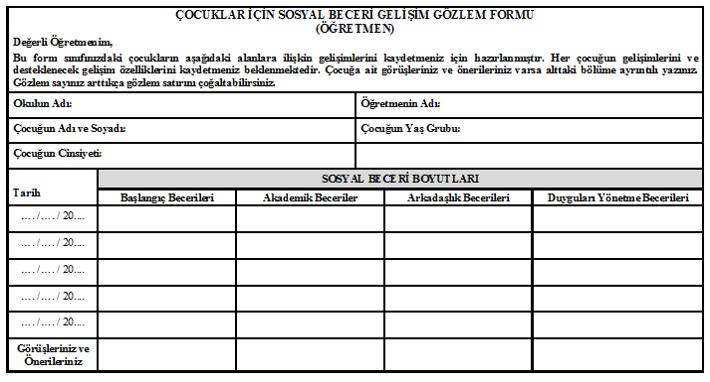 ÇOCUKLAR İÇİN SOSYAL BECERİ GELİŞİM GÖZLEM FORMU
(ÖĞRETMEN)
Değerli Öğretmenim,
Bu form sınıfınızdaki çocukların aşağıdaki alanlara ilişkin gelişimlerini kaydetmeniz için hazırlanmıştır. Her çocuğun gelişimlerini ve
desteklenecek gelişim özelliklerini kaydetmeniz beklenmektedir. Çocuğa ait görüşleriniz ve önerileriniz varsa alttaki bölüme ayrıntılı yazınız.
Gözlem sayınız arttıkça gözlem satırını çoğaltabilirsiniz.
Okulun Adı:
Öğretmenin Adı:
Çocuğun Adı ve Soyadı:
Çocuğun Yaş Grubu:
Çocuğun Cinsiyeti:
Tarih
SOSYAL BECERİ BOYUTLARI
Başlangıç Becerileri
Akademik Beceriler
Arkadaşlık Becerileri
Duyguları Yönetme Becerileri
…. /…. / 20….
…. /…. / 20….
…. /…. / 20….
…. /…. / 20….
…. /…. / 20….
Görüşleriniz ve
Önerileriniz